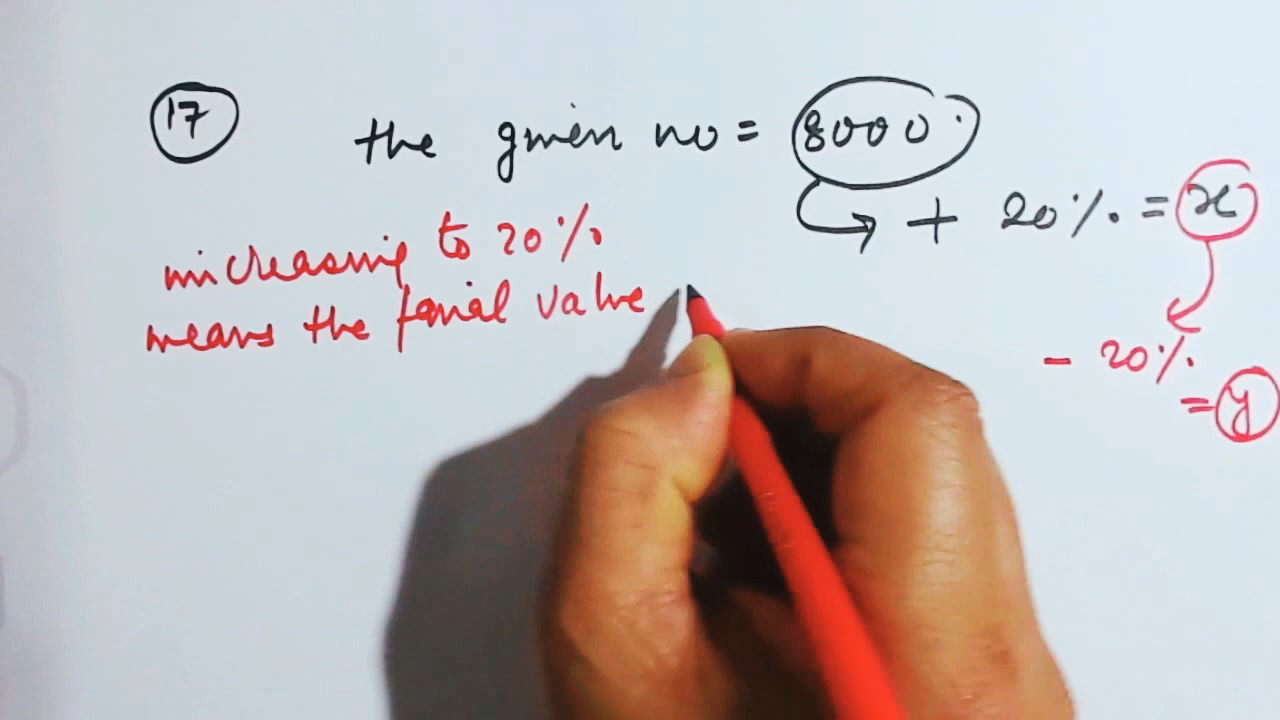 17
the given no = 8000
+ 20% = x
increasing to 20%
means the final value
- 20%
= y